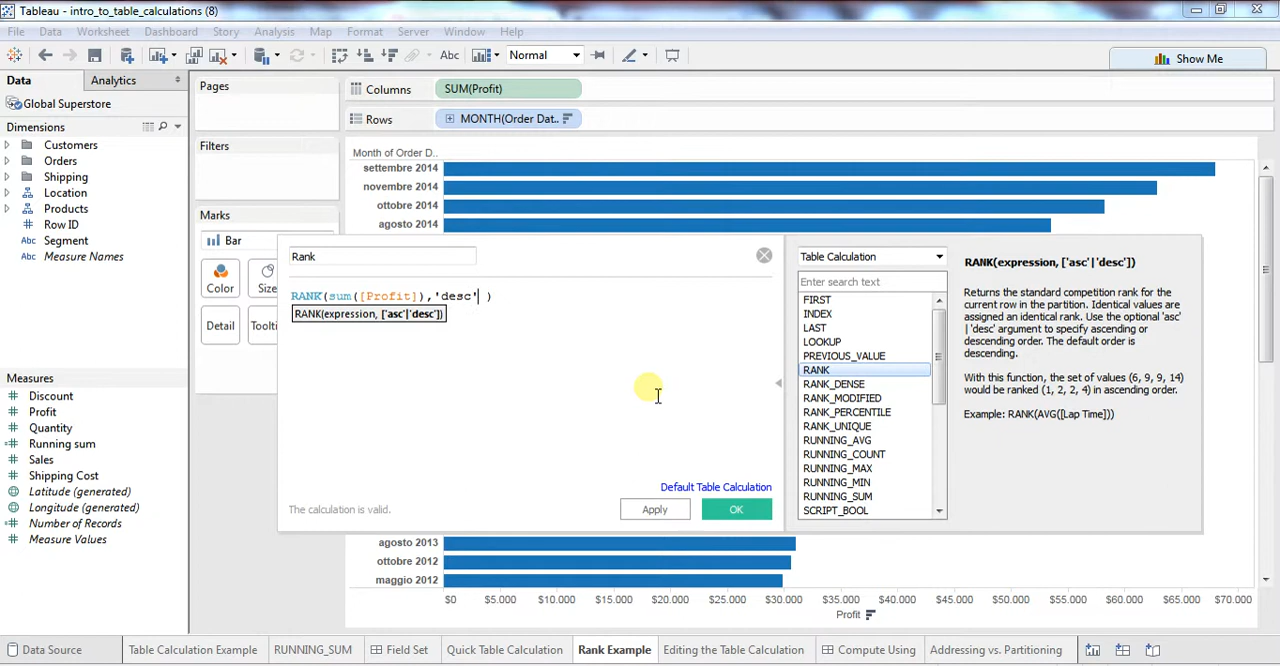 Tableau - intro_to_table_calculations (8)
File Data Worksheet Dashboard Story Analysis Map Format Server Window Help
Abc Normal Show Me
Data Analytics
Global Superstore
Dimensions
Customers
Orders
Shipping
Location
Products
Row ID
Abc Segment
Abc Measure Names
Measures
Discount
Profit
Quantity
Running sum
Sales
Shipping Cost
Latitude (generated)
Longitude (generated)
Number of Records
Measure Values
Pages
Filters
Marks
Bar
Color Size
Detail Toolti
Columns SUM(Profit)
Rows MONTH(Order Dat..
Month of Order D..
settembre 2014
novembre 2014
ottobre 2014
agosto 2014
Rank
RANK(sum([Profit]),'desc' )
RANK(expression, ['asc'|'desc'])
Default Table Calculation
The calculation is valid. Apply OK
Table Calculation
Enter search text
FIRST
INDEX
LAST
LOOKUP
PREVIOUS_VALUE
RANK
RANK_DENSE
RANK_MODIFIED
RANK_PERCENTILE
RANK_UNIQUE
RUNNING_AVG
RUNNING_COUNT
RUNNING_MAX
RUNNING_MIN
RUNNING_SUM
SCRIPT_BOOL
RANK(expression, ['asc'|'desc'])
Returns the standard competition rank for the
current row in the partition. Identical values
are assigned an identical rank. Use the optional 'asc'
| 'desc' argument to specify ascending or
descending order. The default order is
descending.
With this function, the set of values (6, 9, 9, 14)
would be ranked (1, 2, 2, 4) in ascending order.
Example: RANK(AVG([Lap Time]))
agosto 2013
ottobre 2012
maggio 2012
$0 $5.000 $10.000 $15.000 $20.000 $25.000 $30.000 $35.000 $40.000 $45.000 $50.000 $55.000 $60.000 $65.000 $70.000
Profit
Data Source Table Calculation Example RUNNING_SUM Field Set Quick Table Calculation Rank Example Editing the Table Calculation Compute Using Addressing vs. Partitioning